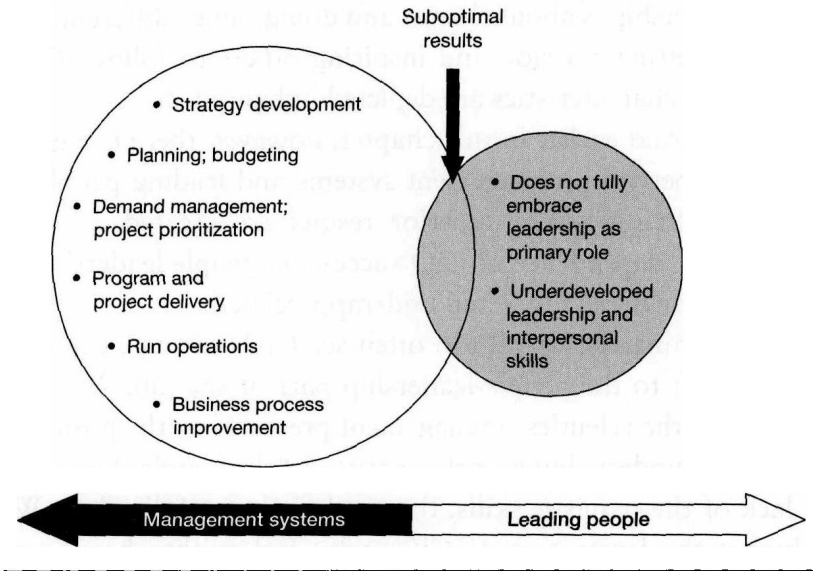 Suboptimal
results
• Strategy development
• Planning; budgeting
• Demand management;
project prioritization
• Program and
project delivery
• Run operations
• Business process
improvement
• Does not fully
embrace
leadership as
primary role
• Underdeveloped
leadership and
interpersonal
skills
Management systems
Leading people